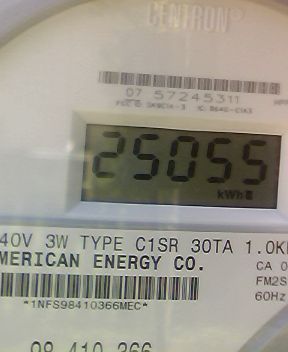 CENTRON®
07 57245311
25055
kWh
40V 3W TYPE C1SR 30TA 1.0K
MERICAN ENERGY CO.
CA 0
FM2S
60Hz
*1NFS98410366MEC*
98 410 366